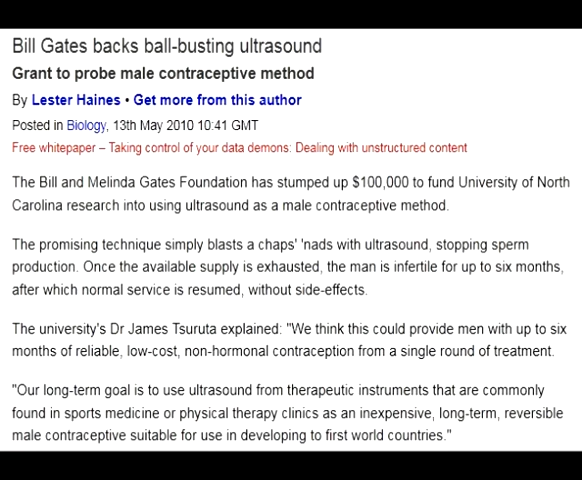 Bill Gates backs ball-busting ultrasound
Grant to probe male contraceptive method
By Lester Haines • Get more from this author
Posted in Biology, 13th May 2010 10:41 GMT
Free whitepaper – Taking control of your data demons: Dealing with unstructured content
The Bill and Melinda Gates Foundation has stumped up $100,000 to fund University of North
Carolina research into using ultrasound as a male contraceptive method.
The promising technique simply blasts a chaps' 'nads with ultrasound, stopping sperm
production. Once the available supply is exhausted, the man is infertile for up to six months,
after which normal service is resumed, without side-effects.
The university's Dr James Tsuruta explained: "We think this could provide men with up to six
months of reliable, low-cost, non-hormonal contraception from a single round of treatment.
"Our long-term goal is to use ultrasound from therapeutic instruments that are commonly
found in sports medicine or physical therapy clinics as an inexpensive, long-term, reversible
male contraceptive suitable for use in developing to first world countries."